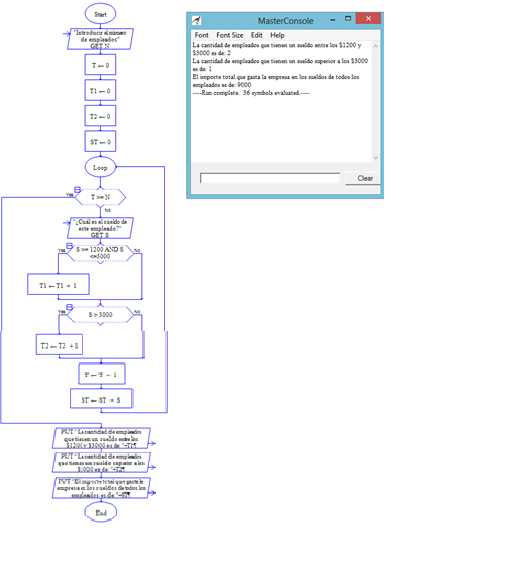 Start
"Introducir el número
de empleados"
GET N
T ← 0
T1 ← 0
T2 ← 0
ST ← 0
Loop
Yes
T >= N
No
"¿Cuál es el sueldo de
este empleado?"
GET S
Yes
S >= 1200 AND S
<=3000
No
T1 ← T1 + 1
Yes
S > 3000
No
T2 ← T2 +
T ← T
ST ← ST + S
PUT "La cantidad de empleados
que tienen un sueldo entre los
$1200 y $3000 es de: "+T1¶
PUT "La cantidad de empleados
que tienen un sueldo superior a los
$3000 es de: "+T2¶
PUT "El importe total que gasta la
empresa en los sueldos de todos los
empleados es de: "
End
MasterConsole
Font Font Size Edit Help
La cantidad de empleados que tienen un sueldo entre los $1200 y
$3000 es de: 2
La cantidad de empleados que tienen un sueldo superior a los $3000
es de: 1
El importe total que gasta la empresa en los sueldos de todos los
empleados es de: 9000
----Run complete. 36 symbols evaluated.----
Clear